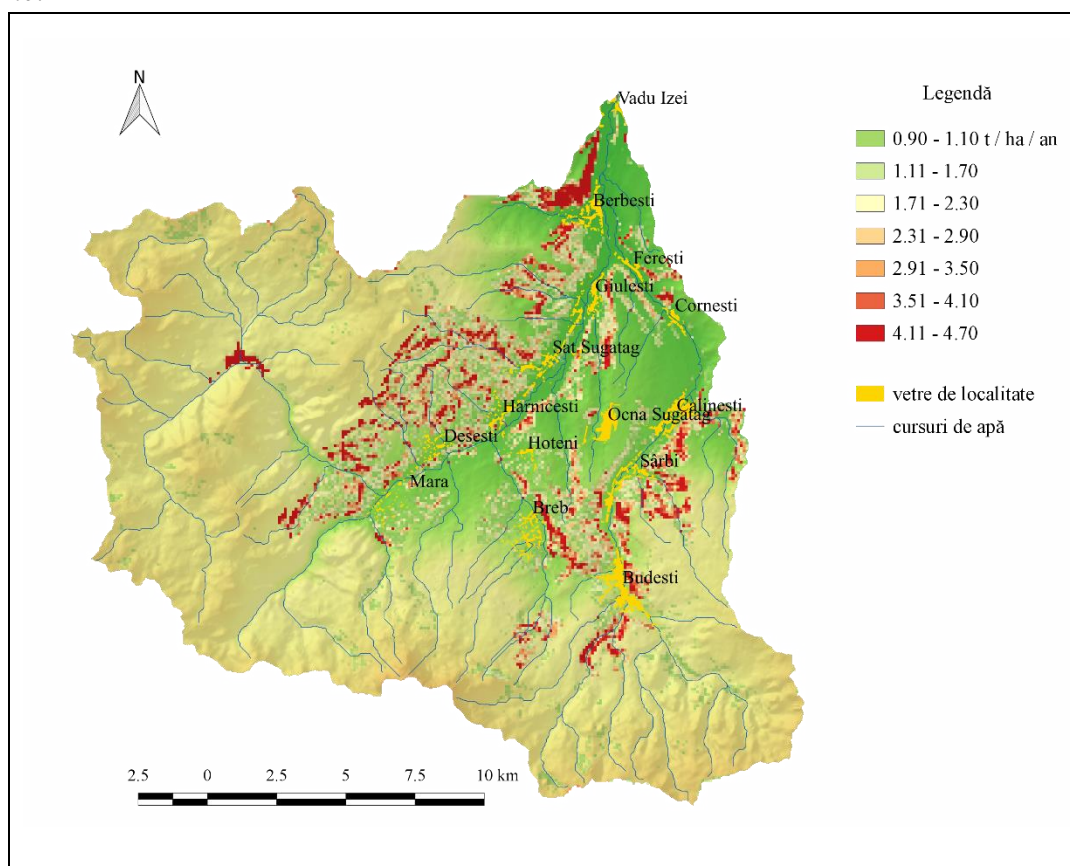 N
Vadu Izei
Berbesti
Feresti
Giulesti
Cornesti
Sat Sugatag
Harnicesti
Ocna Sugatag
Calinesti
Desesti
Hoteni
Sârbi
Mara
Breb
Budesti
Legendă
0.90 - 1.10 t / ha / an
1.11 - 1.70
1.71 - 2.30
2.31 - 2.90
2.91 - 3.50
3.51 - 4.10
4.11 - 4.70
vetre de localitate
cursuri de apă
2.5 0 2.5 5 7.5 10 km